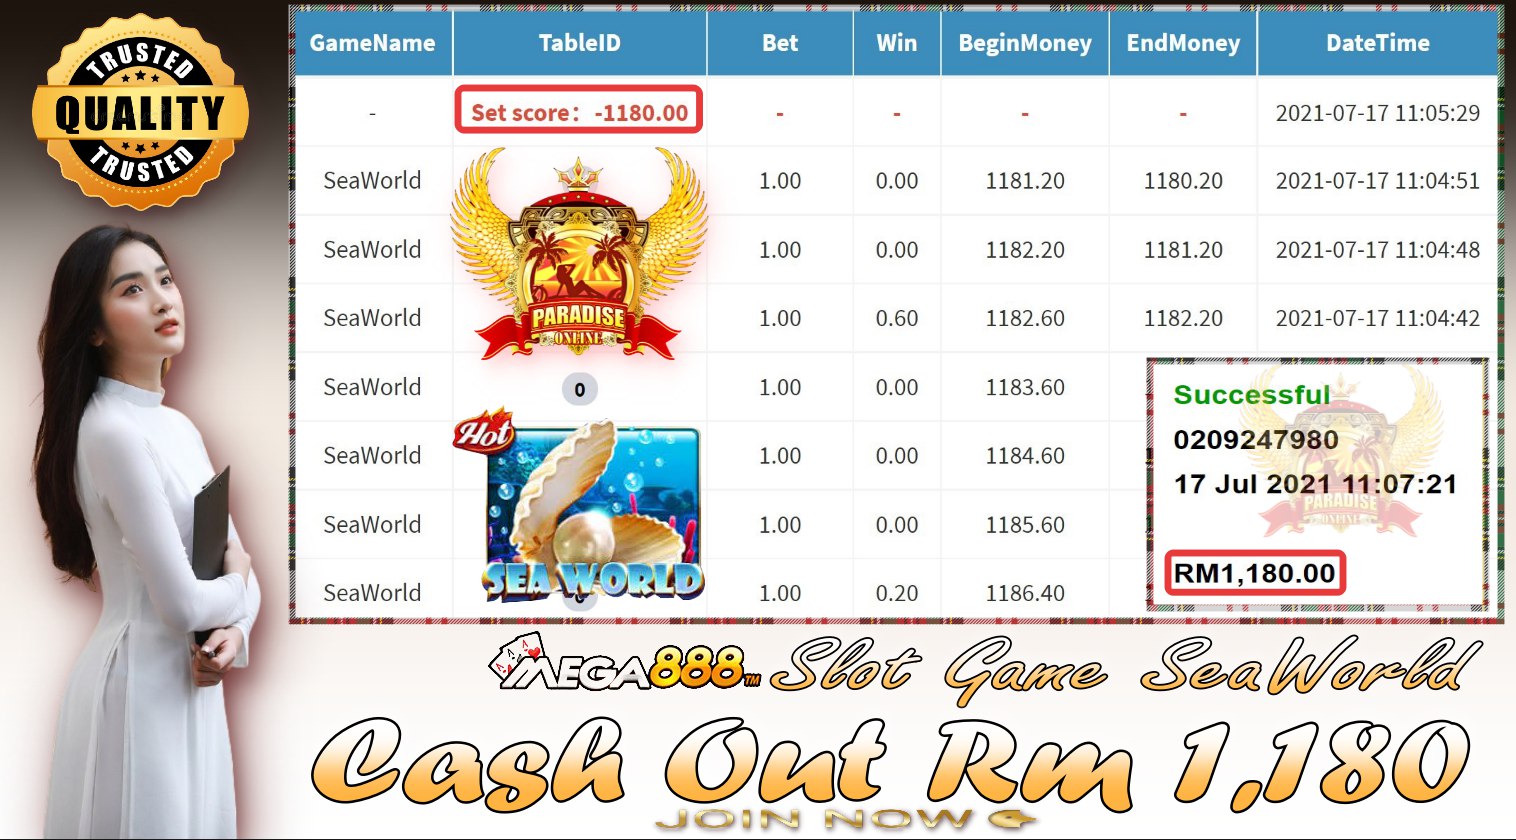 TRUSTED
QUALITY
TRUSTED
GameName TableID Bet Win BeginMoney EndMoney DateTime
- Set score: -1180.00 - - - - 2021-07-17 11:05:29
SeaWorld 1.00 0.00 1181.20 1180.20 2021-07-17 11:04:51
SeaWorld 1.00 0.00 1182.20 1181.20 2021-07-17 11:04:48
SeaWorld 1.00 0.60 1182.60 1182.20 2021-07-17 11:04:42
PARADISE
ONLINE
SeaWorld 0 1.00 0.00 1183.60
SeaWorld 1.00 0.00 1184.60
SeaWorld 1.00 0.00 1185.60
SeaWorld 1.00 0.20 1186.40
Hot
SEA WORLD
Successful
0209247980
17 Jul 2021 11:07:21
PARADISE
ONLINE
RM1,180.00
MEGA888™ Slot Game SeaWorld
Cash Out Rm 1,180
JOIN NOW